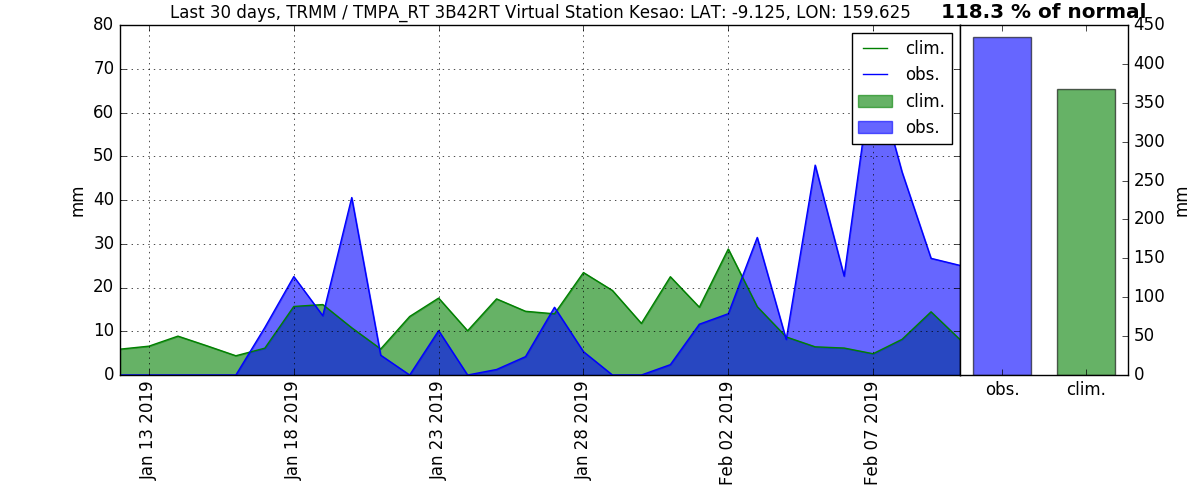 Last 30 days, TRMM / TMPA_RT 3B42RT Virtual Station Kesao: LAT: -9.125, LON: 159.625
118.3 % of normal
80
70
60
50
40
30
20
10
0
mm
clim.
obs.
clim.
obs.
Jan 13 2019
Jan 18 2019
Jan 23 2019
Jan 28 2019
Feb 02 2019
Feb 07 2019
450
400
350
300
250
200
150
100
50
0
mm
obs.
clim.